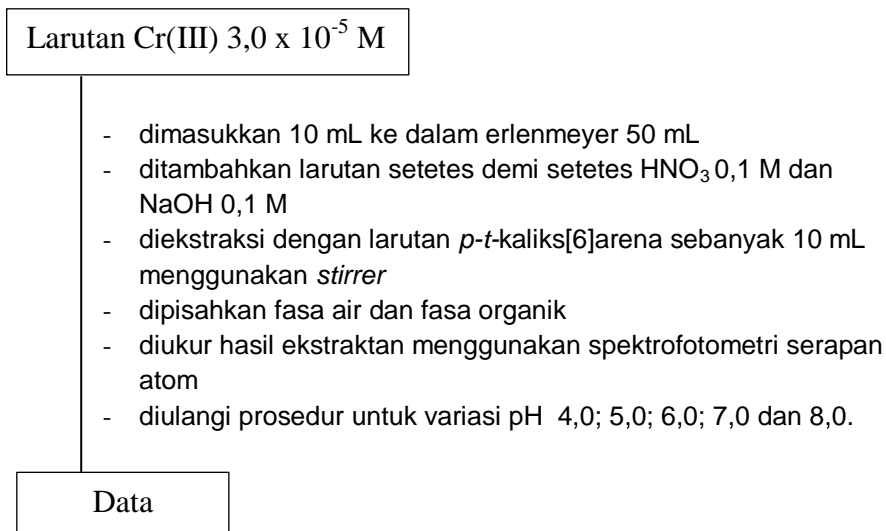 Larutan Cr(III) 3,0 x 10⁻⁵ M
- dimasukkan 10 mL ke dalam erlenmeyer 50 mL
- ditambahkan larutan setetes demi setetes HNO₃ 0,1 M dan
NaOH 0,1 M
- diekstraksi dengan larutan p-t-kaliks[6]arena sebanyak 10 mL
menggunakan stirrer
- dipisahkan fasa air dan fasa organik
- diukur hasil ekstraktan menggunakan spektrofotometri serapan
atom
- diulangi prosedur untuk variasi pH 4,0; 5,0; 6,0; 7,0 dan 8,0.
Data